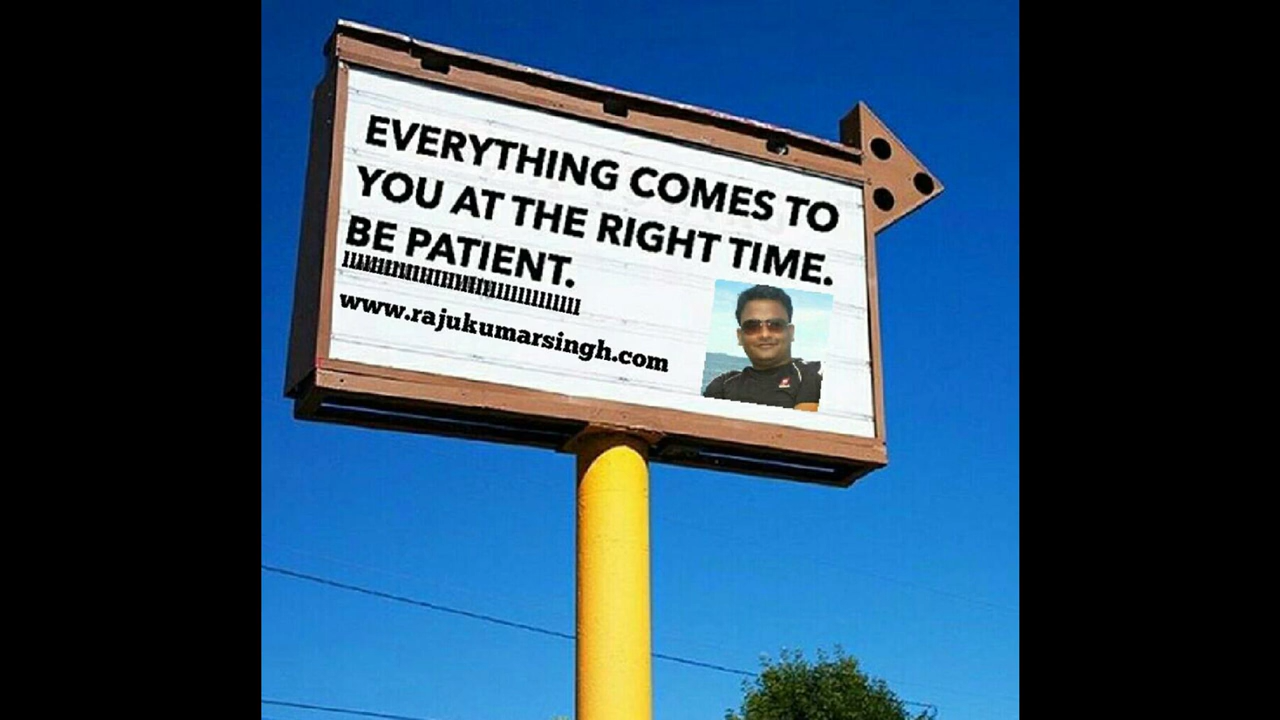 EVERYTHING COMES TO
YOU AT THE RIGHT TIME.
BE PATIENT.
www.rajukumarsingh.com